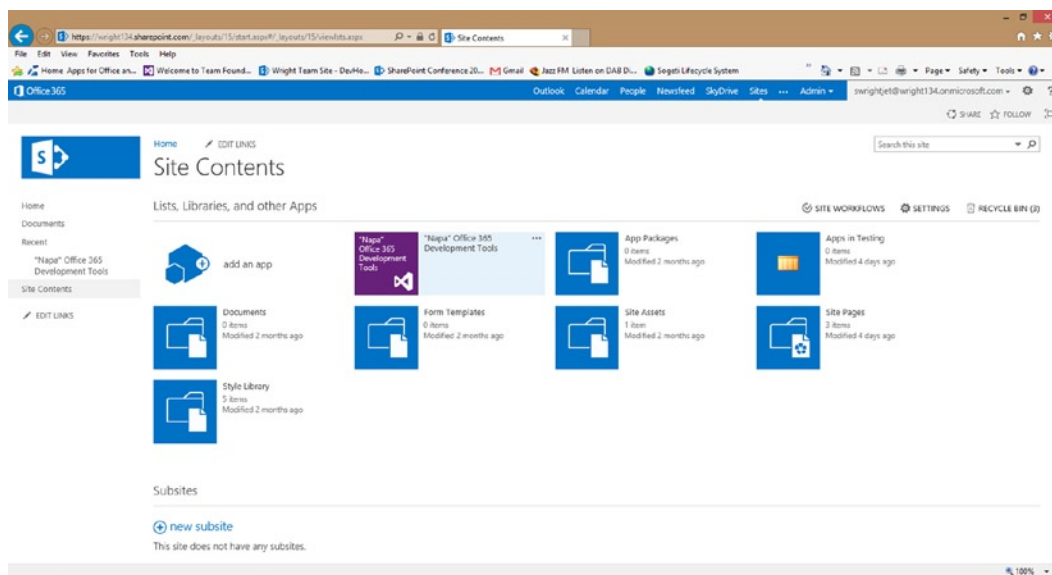 https://wright134.sharepoint.com/_layouts/15/start.aspx#/_layouts/15/viewlsts.aspx
Site Contents
File Edit View Favorites Tools Help
Home Apps for Office an... Welcome to Team Found... Wright Team Site - DevHo... SharePoint Conference 20... Gmail Jazz FM Listen on DAB D... Sogeti Lifecycle System
Page Safety Tools
Office 365
Outlook Calendar People Newsfeed SkyDrive Sites ... Admin
swrightjet@wright134.onmicrosoft.com
SHARE FOLLOW
S
Home EDIT LINKS
Search this site
Site Contents
Home
Documents
Recent
"Napa" Office 365
Development Tools
Site Contents
EDIT LINKS
Lists, Libraries, and other Apps
SITE WORKFLOWS SETTINGS RECYCLE BIN (3)
add an app
"Napa"
Office 365
Development
Tools
"Napa" Office 365
Development Tools
...
App Packages
0 items
Modified 2 months ago
Apps in Testing
0 items
Modified 4 days ago
Documents
0 items
Modified 2 months ago
Form Templates
0 items
Modified 2 months ago
Site Assets
1 item
Modified 2 months ago
Site Pages
3 items
Modified 4 days ago
Style Library
5 items
Modified 2 months ago
Subsites
new subsite
This site does not have any subsites.
100%